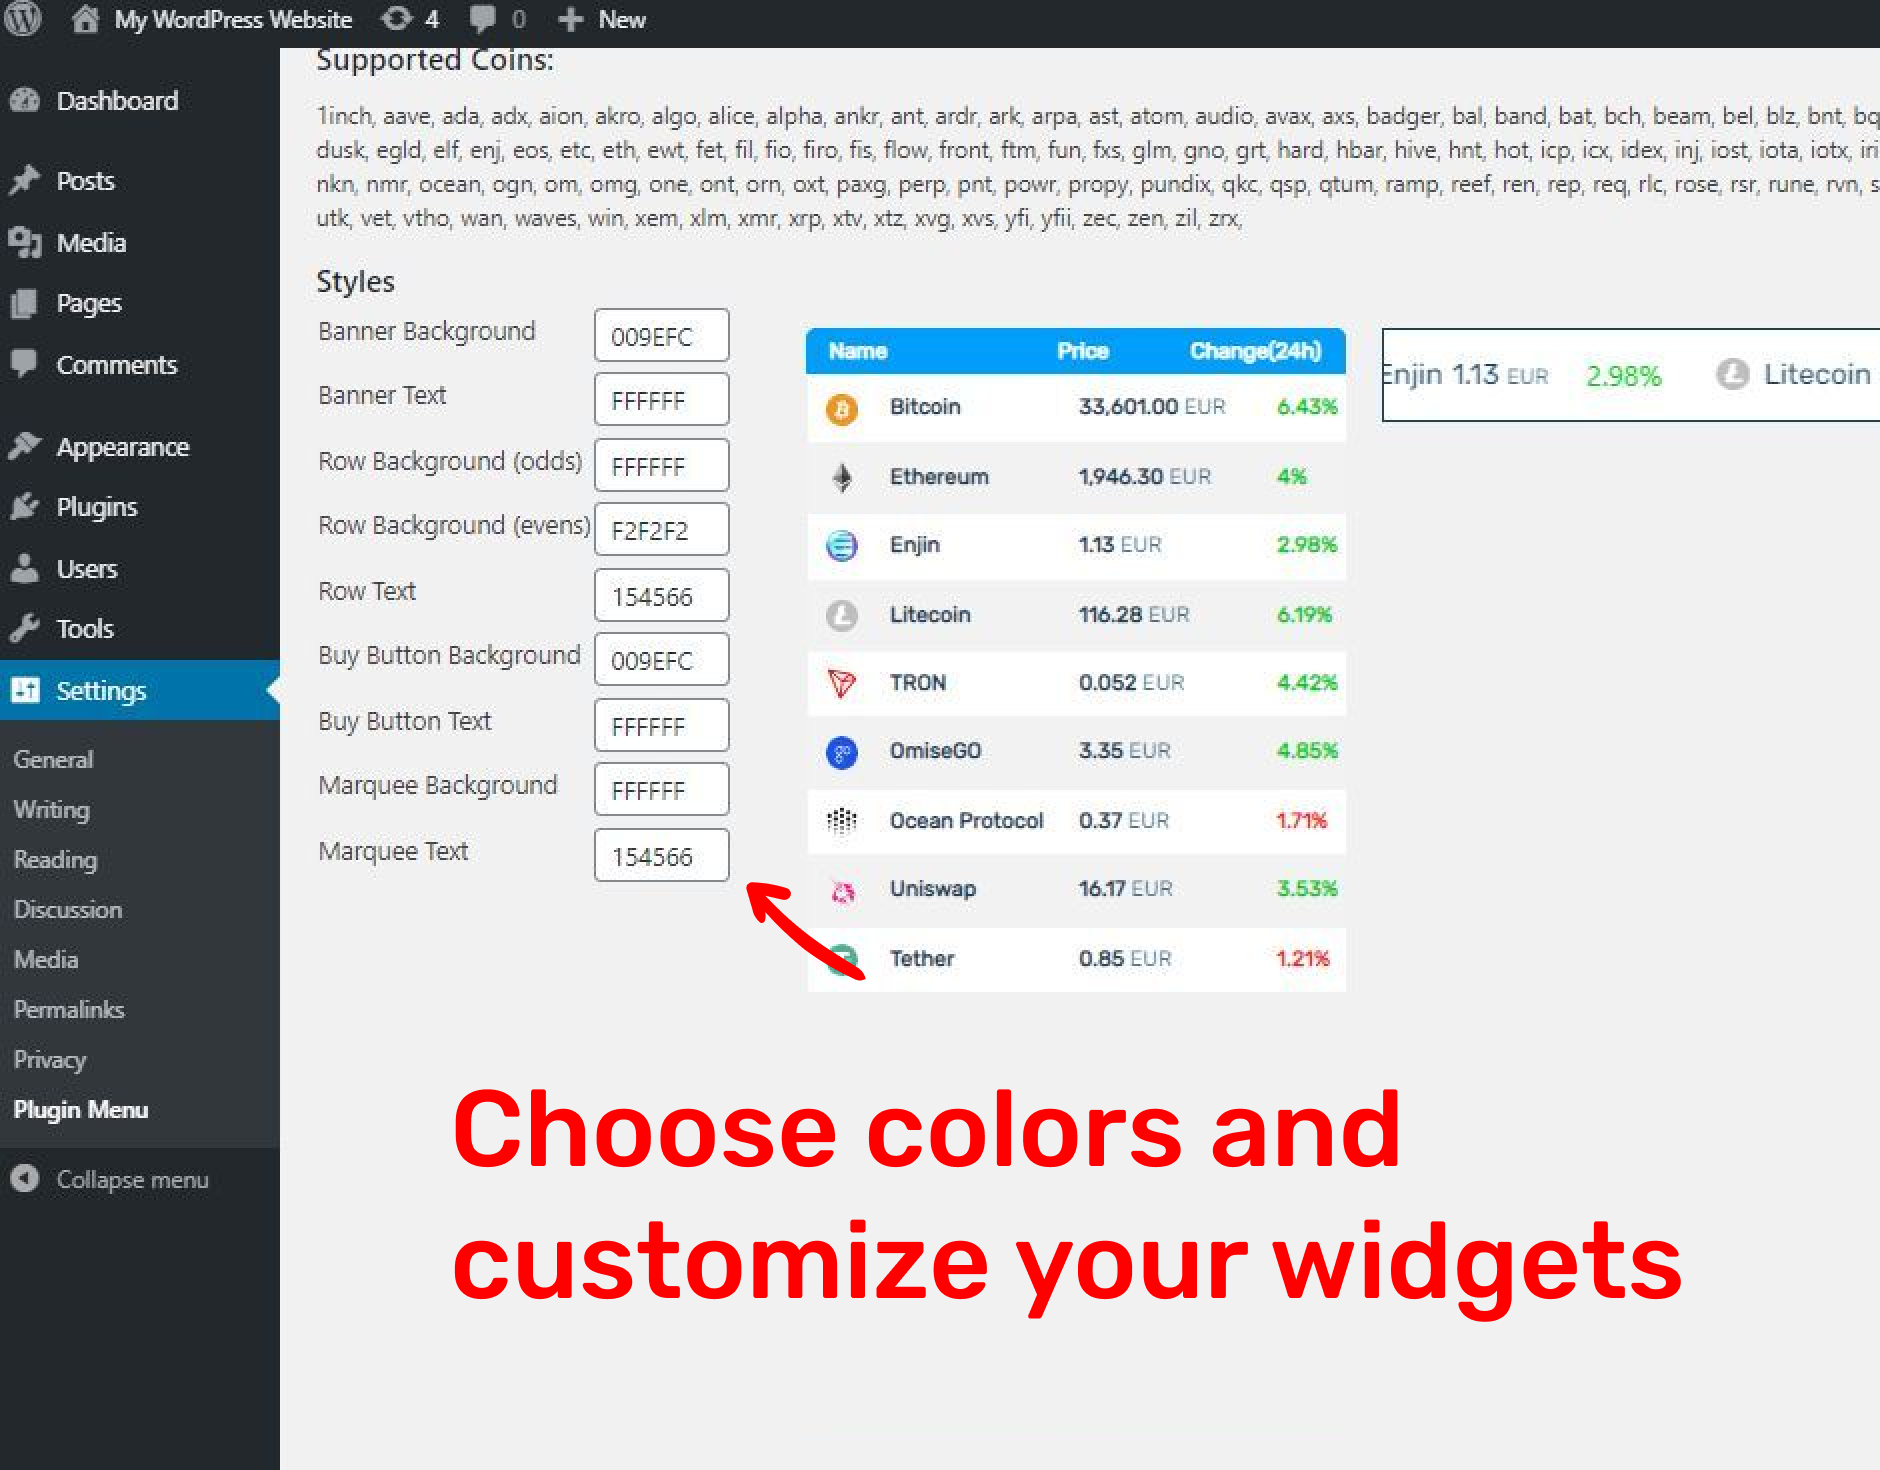 My WordPress Website 4 0 New
Dashboard
Posts
Media
Pages
Comments
Appearance
Plugins
Users
Tools
Settings
General
Writing
Reading
Discussion
Media
Permalinks
Privacy
Plugin Menu
Collapse menu
Supported Coins:
1inch, aave, ada, adx, aion, akro, algo, alice, alpha, ankr, ant, ardr, ark, arpa, ast, atom, audio, avax, axs, badger, bal, band, bat, bch, beam, bel, blz, bnt, bq
dusk, egld, elf, enj, eos, etc, eth, ewt, fet, fil, fio, firo, fis, flow, front, ftm, fun, fxs, glm, gno, grt, hard, hbar, hive, hnt, hot, icp, icx, idex, inj, iost, iota, iotx, iri
nkn, nmr, ocean, ogn, om, omg, one, ont, orn, oxt, paxg, perp, pnt, powr, propy, pundix, qkc, qsp, qtum, ramp, reef, ren, rep, req, rlc, rose, rsr, rune, rvn, s
utk, vet, vtho, wan, waves, win, xem, xlm, xmr, xrp, xtv, xtz, xvg, xvs, yfi, yfii, zec, zen, zil, zrx,
Styles
Banner Background 009EFC
Banner Text FFFFFF
Row Background (odds) FFFFFF
Row Background (evens) F2F2F2
Row Text 154566
Buy Button Background 009EFC
Buy Button Text FFFFFF
Marquee Background FFFFFF
Marquee Text 154566
Name Price Change(24h)
Bitcoin 33,601.00 EUR 6.43%
Ethereum 1,946.30 EUR 4%
Enjin 1.13 EUR 2.98%
Litecoin 116.28 EUR 6.19%
TRON 0.052 EUR 4.42%
OmiseGO 3.35 EUR 4.85%
Ocean Protocol 0.37 EUR 1.71%
Uniswap 16.17 EUR 3.53%
Tether 0.85 EUR 1.21%
Enjin 1.13 EUR 2.98% Litecoin
Choose colors and
customize your widgets